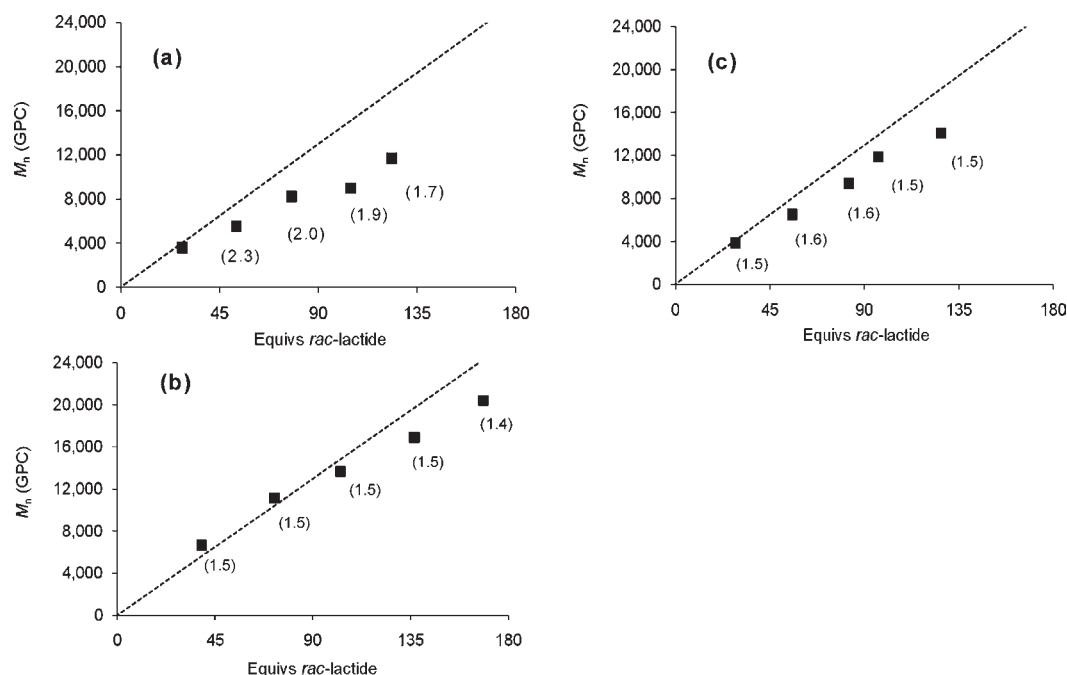 24,000
20,000
16,000
12,000
8,000
4,000
0
Mn (GPC)
(a)
(2.3)
(2.0)
(1.9)
(1.7)
0 45 90 135 180
Equivs rac-lactide
24,000
20,000
16,000
12,000
8,000
4,000
0
Mn (GPC)
(c)
(1.5)
(1.6)
(1.6)
(1.5)
(1.5)
0 45 90 135 180
Equivs rac-lactide
24,000
20,000
16,000
12,000
8,000
4,000
0
Mn (GPC)
(b)
(1.5)
(1.5)
(1.5)
(1.5)
(1.4)
0 45 90 135 180
Equivs rac-lactide